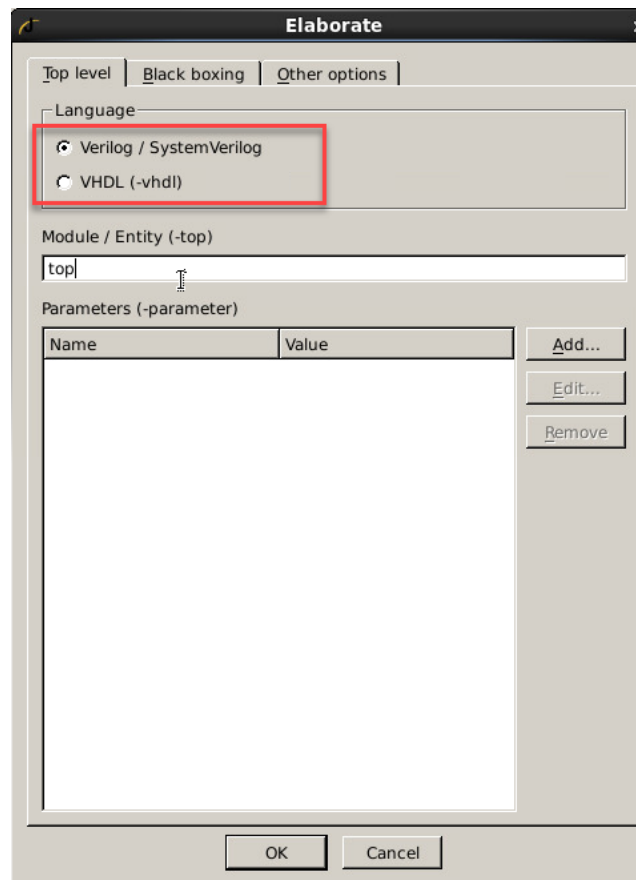 Elaborate
Top level Black boxing Other options
Language
Verilog / SystemVerilog
VHDL (-vhdl)
Module / Entity (-top)
top
Parameters (-parameter)
Name Value
Add...
Edit...
Remove
OK Cancel